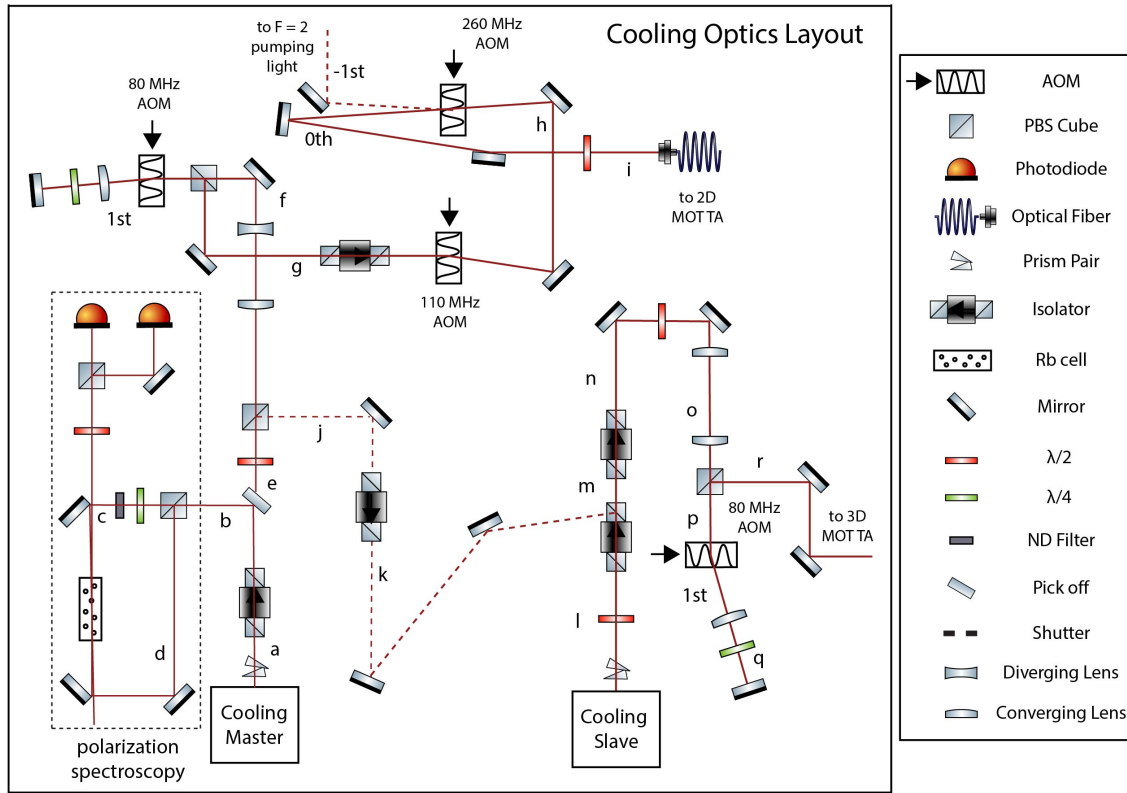 Cooling Optics Layout
to F = 2
pumping
light
-1st
260 MHz
AOM
80 MHz
AOM
0th
h
i
to 2D
MOT TA
f
1st
g
110 MHz
AOM
n
o
j
r
m
e
p
80 MHz
AOM
to 3D
MOT TA
c
b
k
1st
l
d
a
q
Cooling
Master
Cooling
Slave
polarization
spectroscopy
AOM
PBS Cube
Photodiode
Optical Fiber
Prism Pair
Isolator
Rb cell
Mirror
λ/2
λ/4
ND Filter
Pick off
Shutter
Diverging Lens
Converging Lens